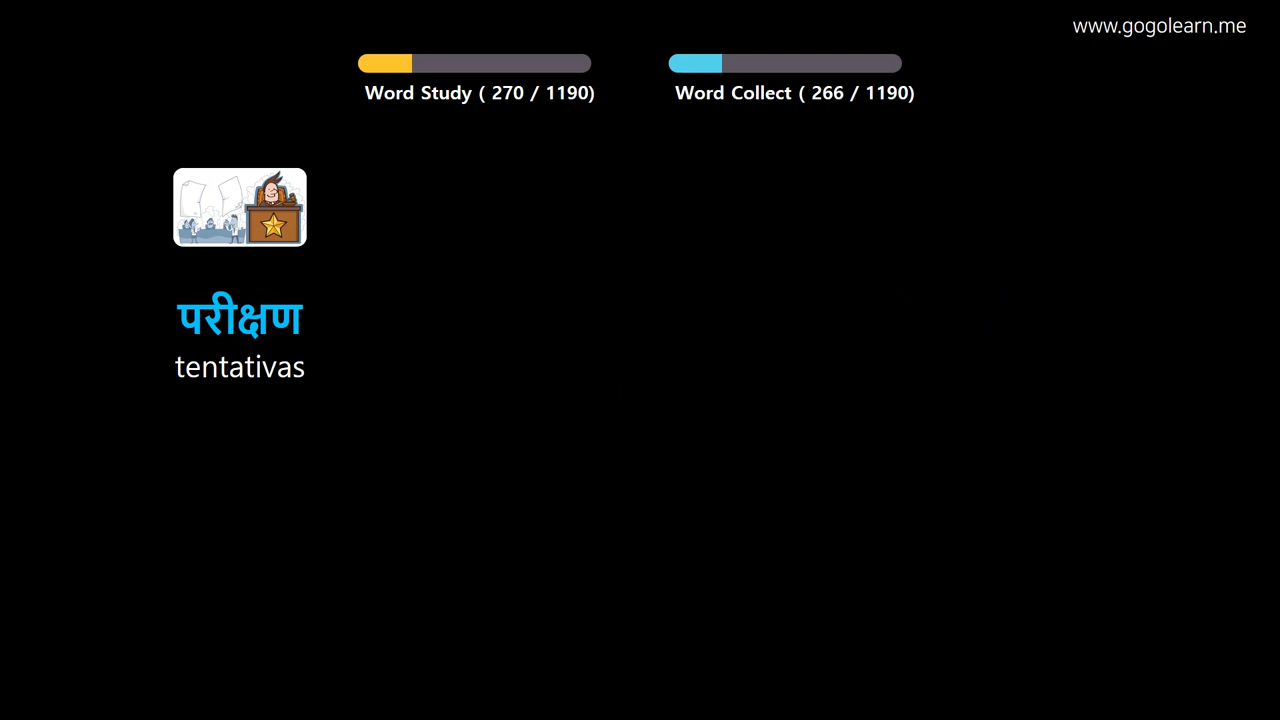 www.gogolearn.me
Word Study ( 270 / 1190)
Word Collect ( 266 / 1190)
परीक्षण
tentativas